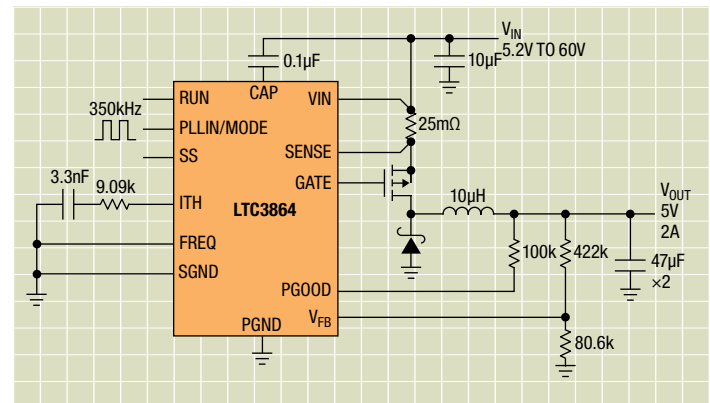 V_IN
5.2V TO 60V
0.1µF
10µF
CAP
RUN
VIN
350kHz
PLLIN/MODE
25mΩ
SS
SENSE
3.3nF
9.09k
GATE
10µH
ITH
LTC3864
V_OUT
5V
2A
FREQ
100k
422k
47µF
×2
SGND
PGOOD
V_FB
PGND
80.6k